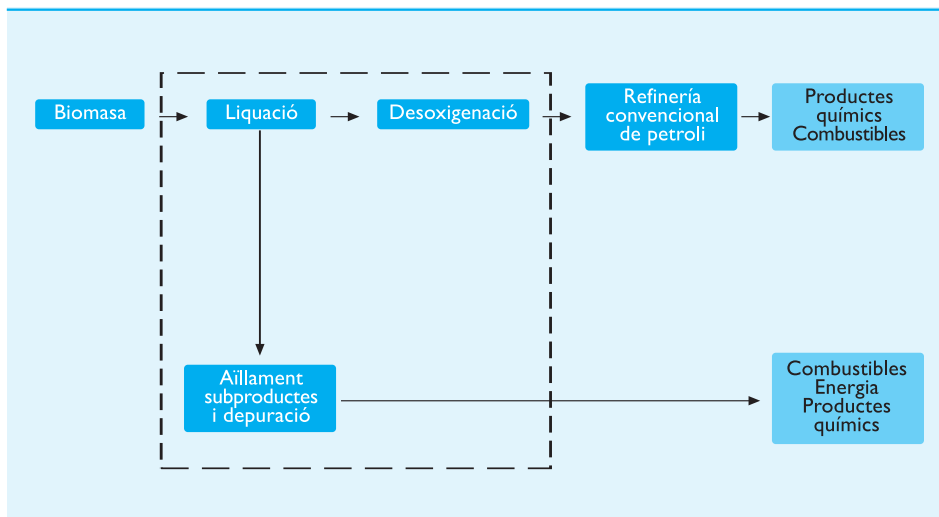 Biomasa
Liquació
Desoxigenació
Refinería
convencional
de petroli
Productes
químics
Combustibles
Aïllament
subproductes
i depuració
Combustibles
Energia
Productes
químics